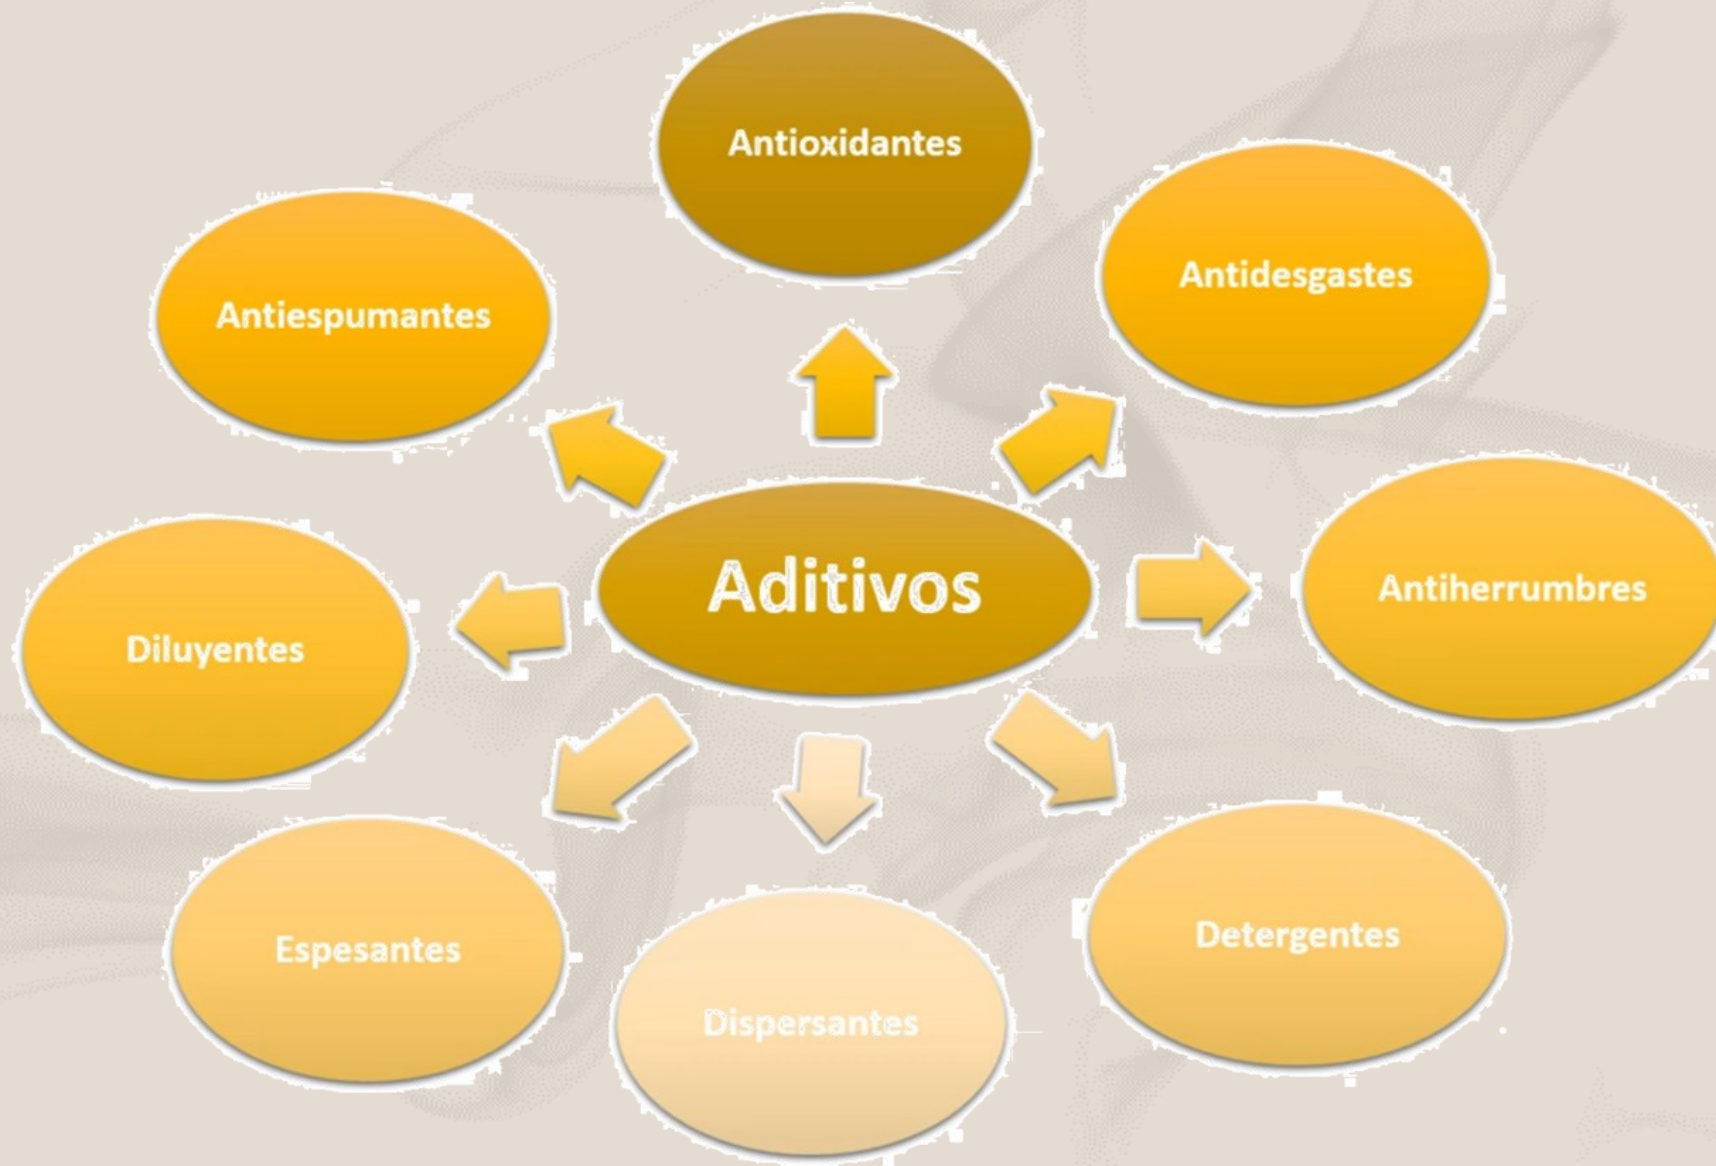 Antioxidantes
Antidesgastes
Antiespumantes
Aditivos
Antiherrumbres
Diluyentes
Detergentes
Espesantes
Dispersantes